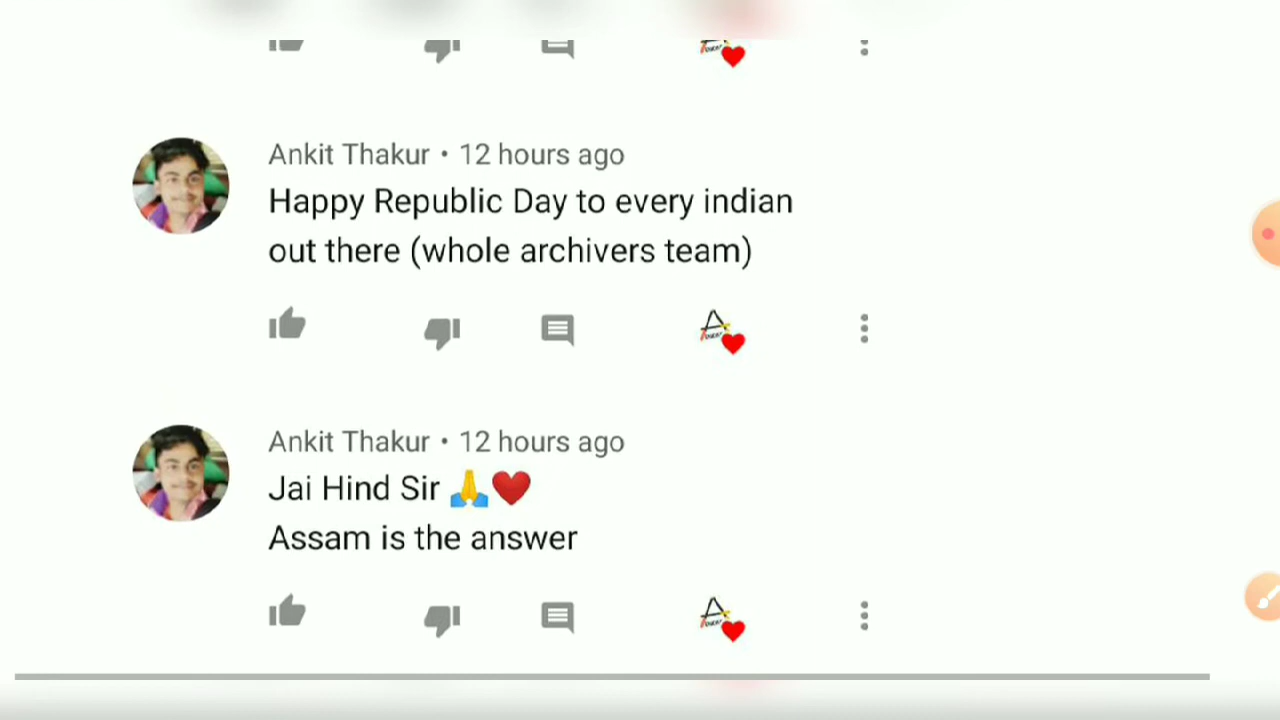 Ankit Thakur • 12 hours ago
Happy Republic Day to every indian
out there (whole archivers team)
Ankit Thakur • 12 hours ago
Jai Hind Sir 🙏❤️
Assam is the answer